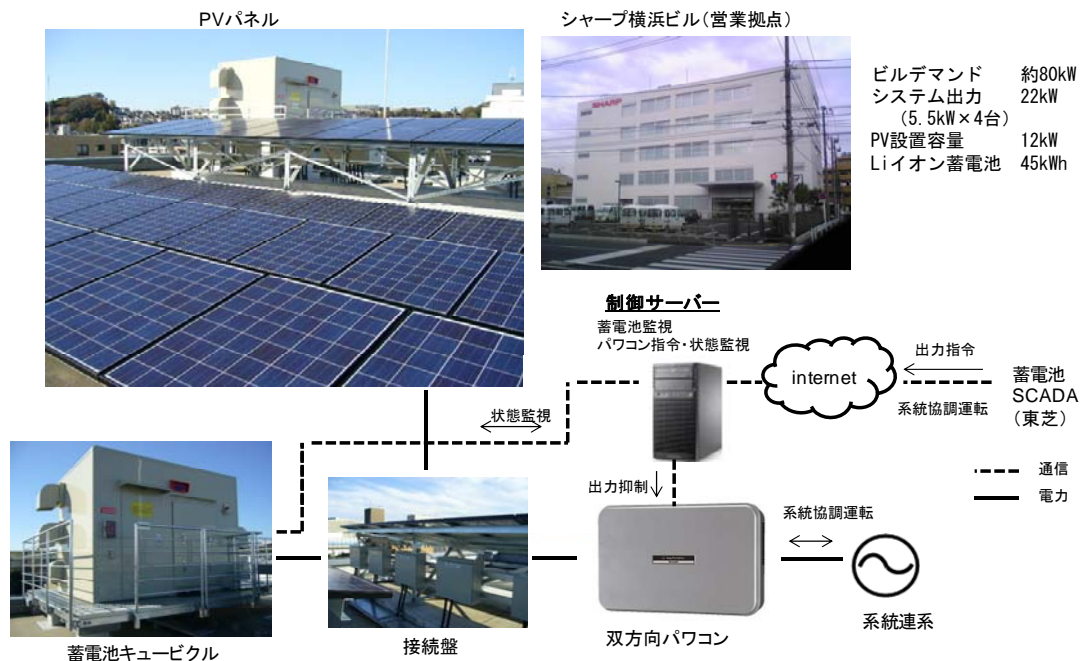 PVパネル
シャープ横浜ビル(営業拠点)
SHARP
ビルデマンド 約80kW
システム出力 22kW
(5.5kW×4台)
PV設置容量 12kW
Liイオン蓄電池 45kWh
制御サーバー
蓄電池監視
パワコン指令・状態監視
internet
出力指令
系統協調運転
蓄電池
SCADA
(東芝)
状態監視
通信
電力
出力抑制
系統協調運転
系統連系
蓄電池キュービクル
接続盤
双方向パワコン